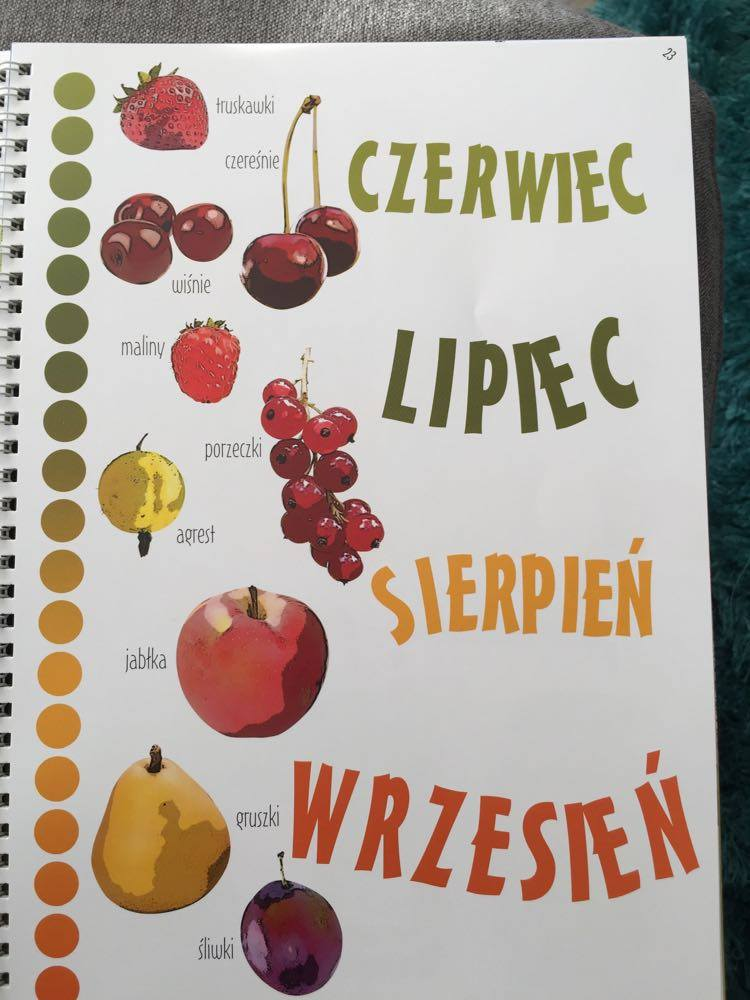 23
truskawki
czereśnie
CZERWIEC
wiśnie
maliny
LIPIEC
porzeczki
agrest
SIERPIEŃ
jabłka
WRZESIEŃ
gruszki
śliwki